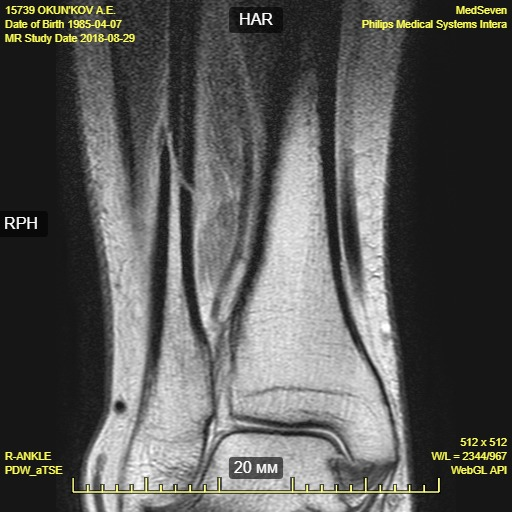 15739 OKUN'KOV A.E.
Date of Birth 1985-04-07
MR Study Date 2018-08-29
HAR
MedSeven
Philips Medical Systems Intera
RPH
R-ANKLE
PDW_aTSE
20 мм
512 x 512
W/L = 2344/967
WebGL API